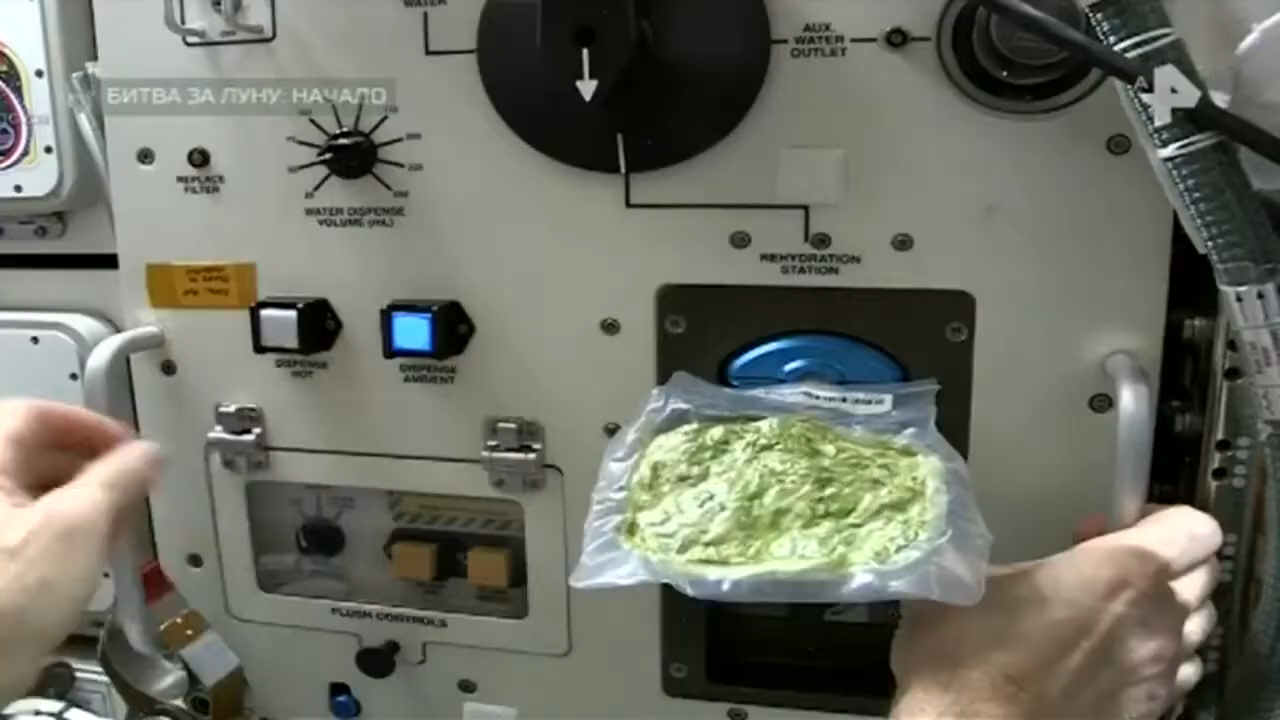 WATER
AUX.
WATER
OUTLET
БИТВА ЗА ЛУНУ: НАЧАЛО
REPLACE
FILTER
WATER DISPENSE
VOLUME (mL)
REHYDRATION
STATION
DISPENSE
HOT
DISPENSE
AMBIENT
FLUSH CONTROLS